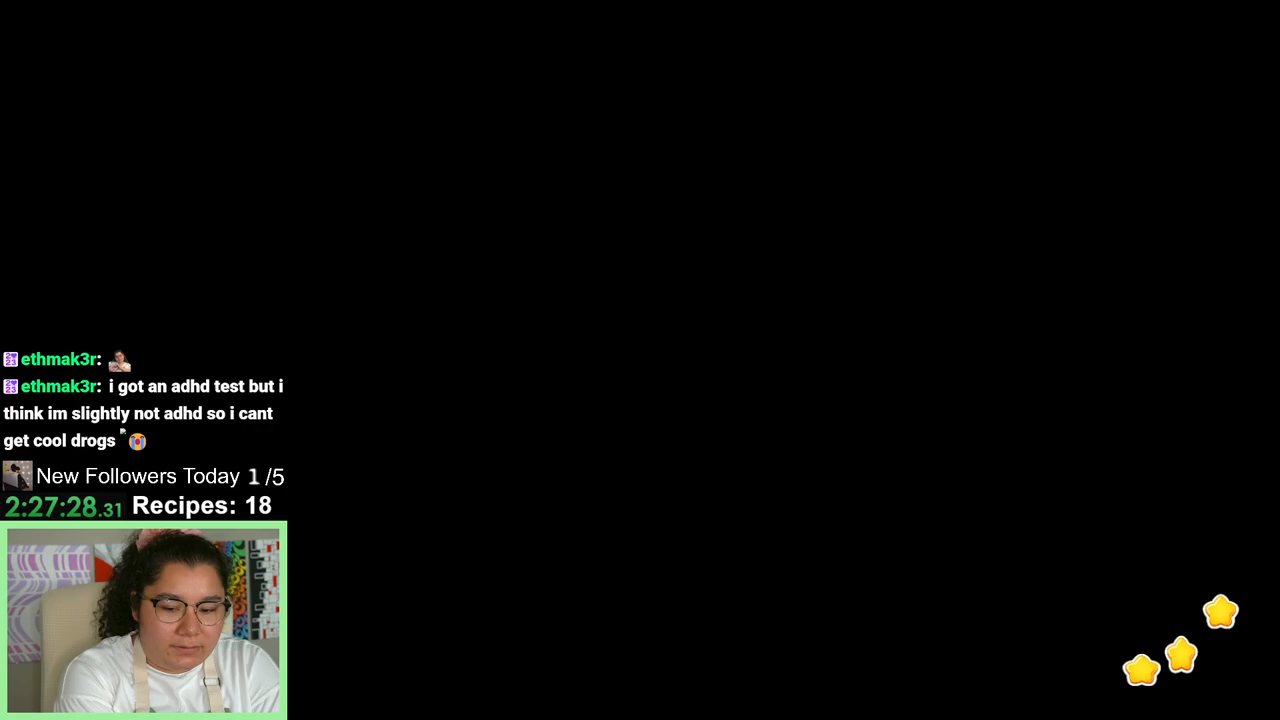 ethmak3r:
ethmak3r: i got an adhd test but i
think im slightly not adhd so i cant
get cool drogs
New Followers Today 1 /5
2:27:28.31 Recipes: 18